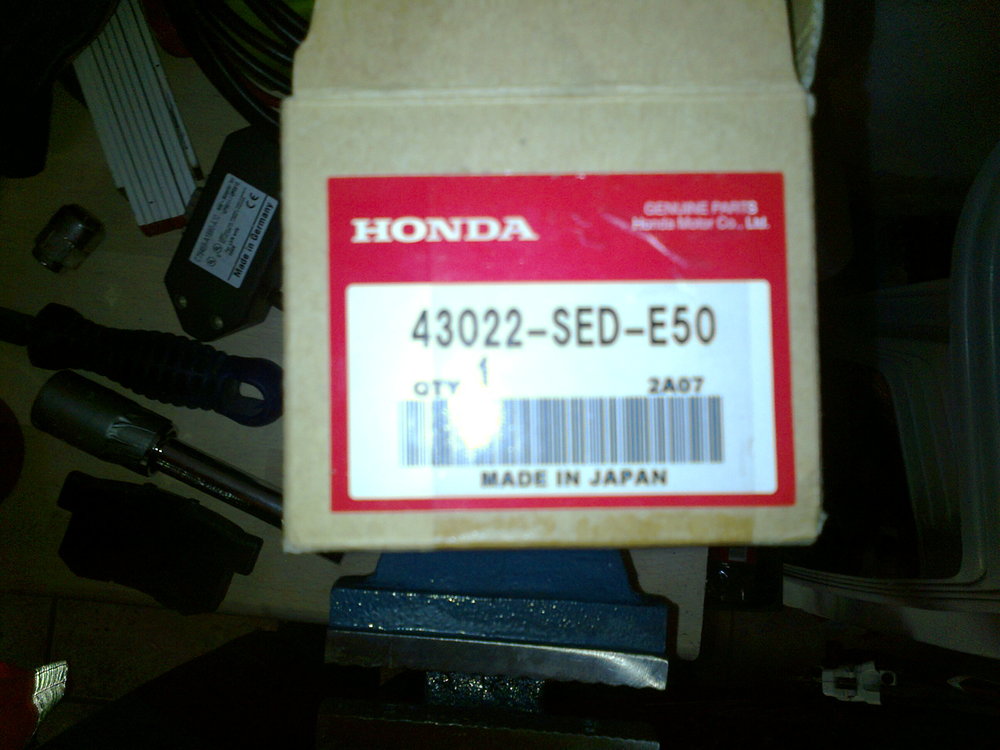 HONDA
GENUINE PARTS
Honda Motor Co., Ltd.
43022-SED-E50
QTY 1
2A07
MADE IN JAPAN
Made in Germany
CE